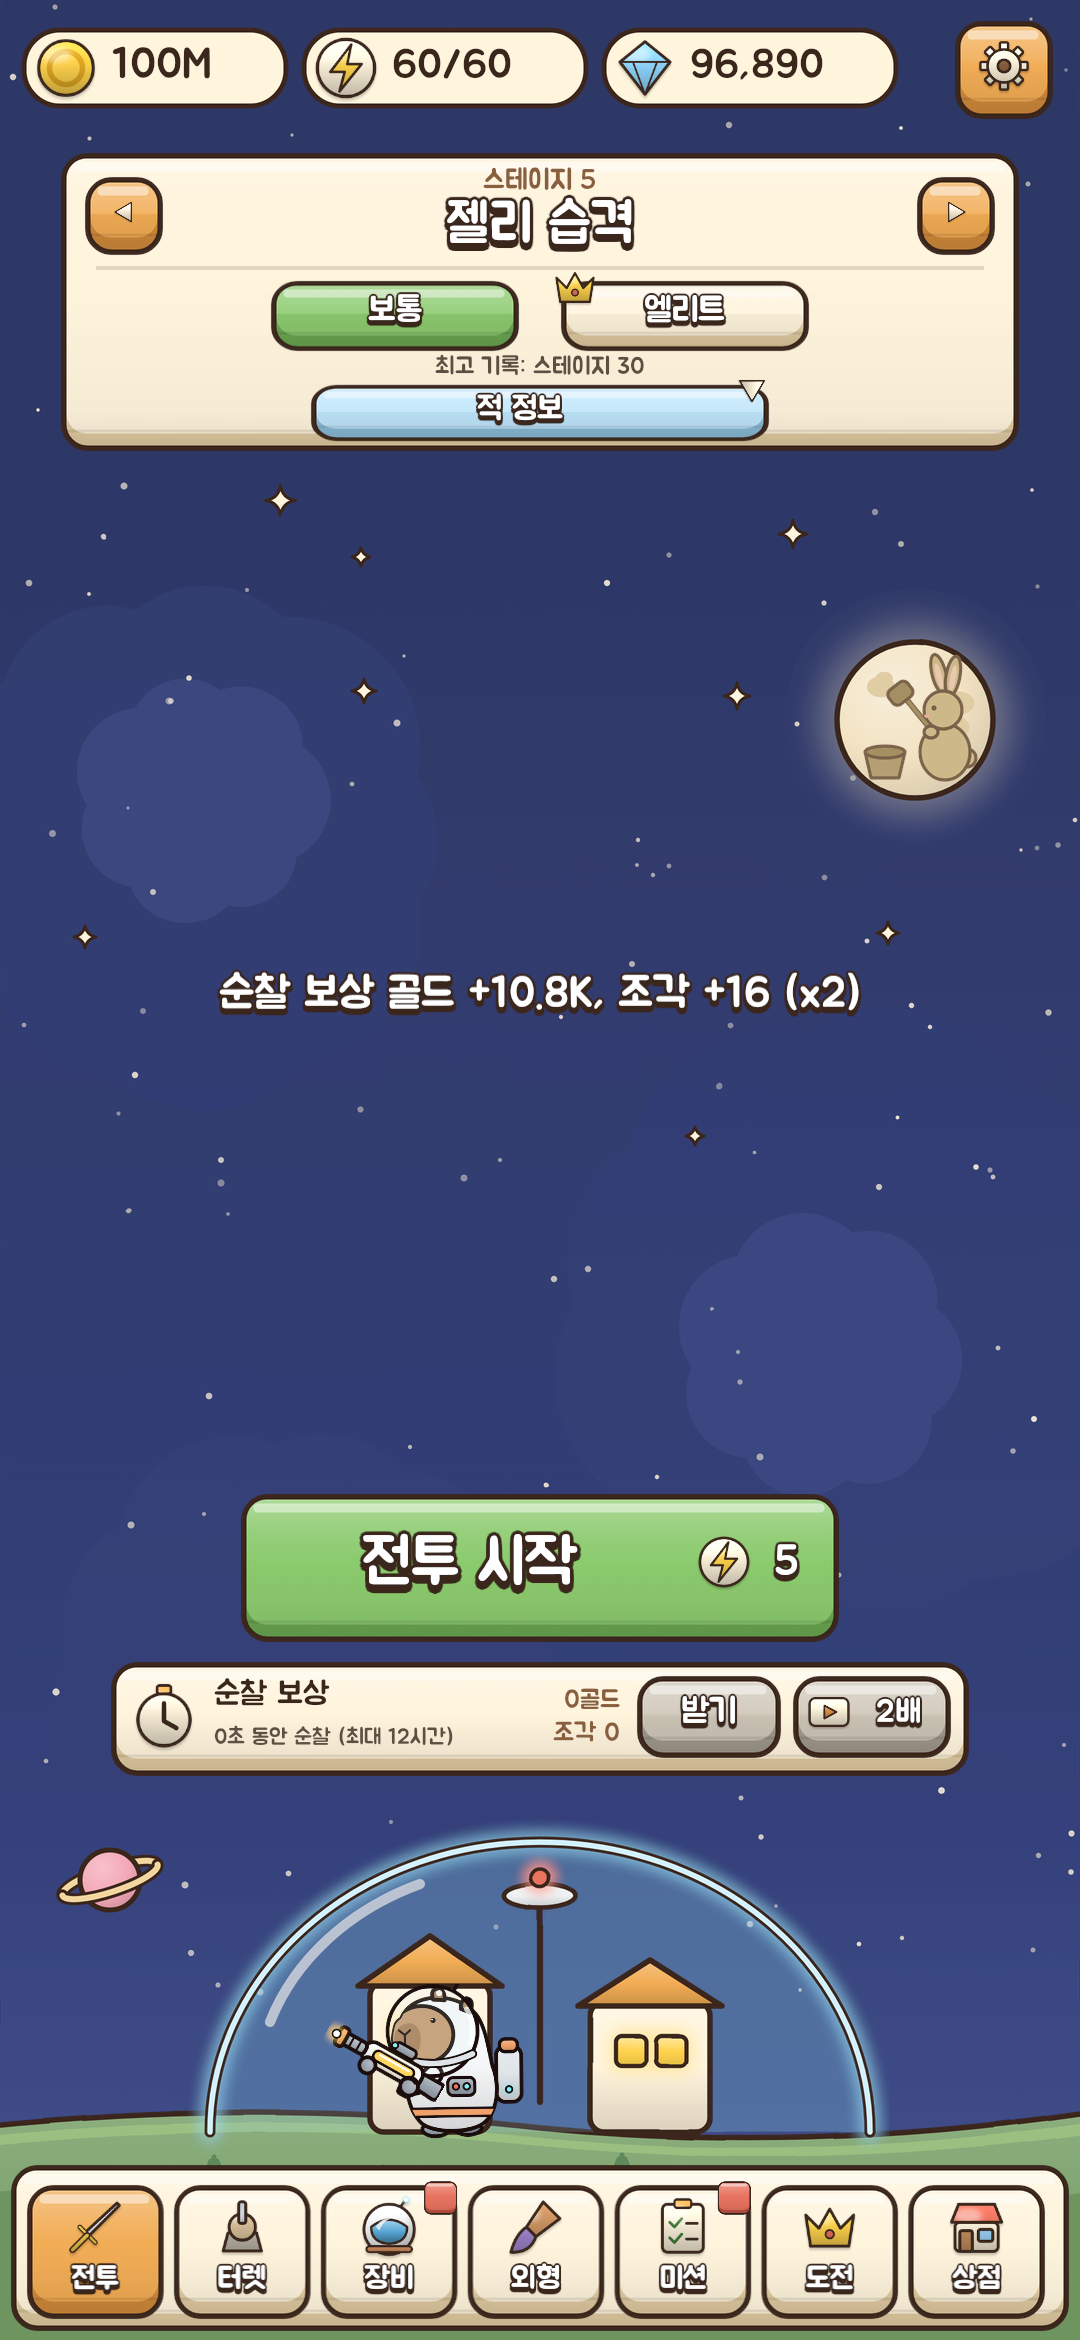 100M
60/60
96,890
스테이지 5
젤리 습격
보통
엘리트
최고 기록: 스테이지 30
적 정보
순찰 보상 골드 +10.8K, 조각 +16 (x2)
전투 시작
5
순찰 보상
0초 동안 순찰 (최대 12시간)
0골드
조각 0
받기
2배
전투
터렛
장비
외형
미션
도전
상점